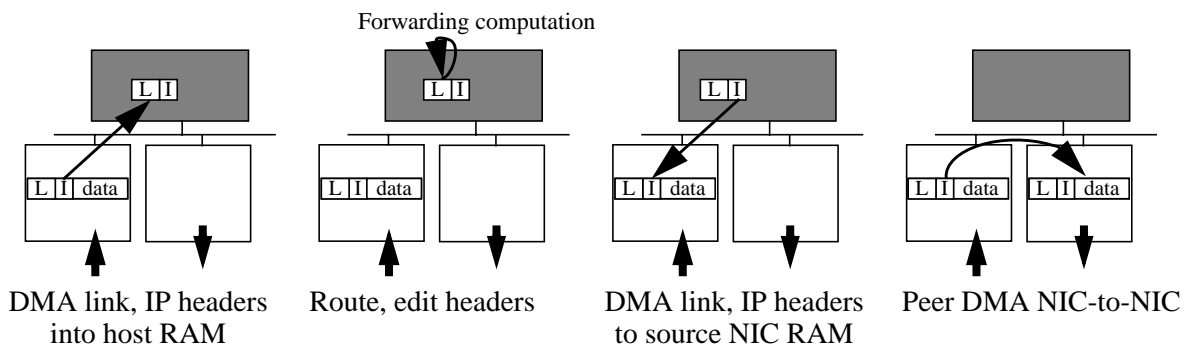 Forwarding computation
L I
L I data
DMA link, IP headers
into host RAM
L I
L I data
Route, edit headers
L I
L I data
DMA link, IP headers
to source NIC RAM
L I data
L I data
Peer DMA NIC-to-NIC